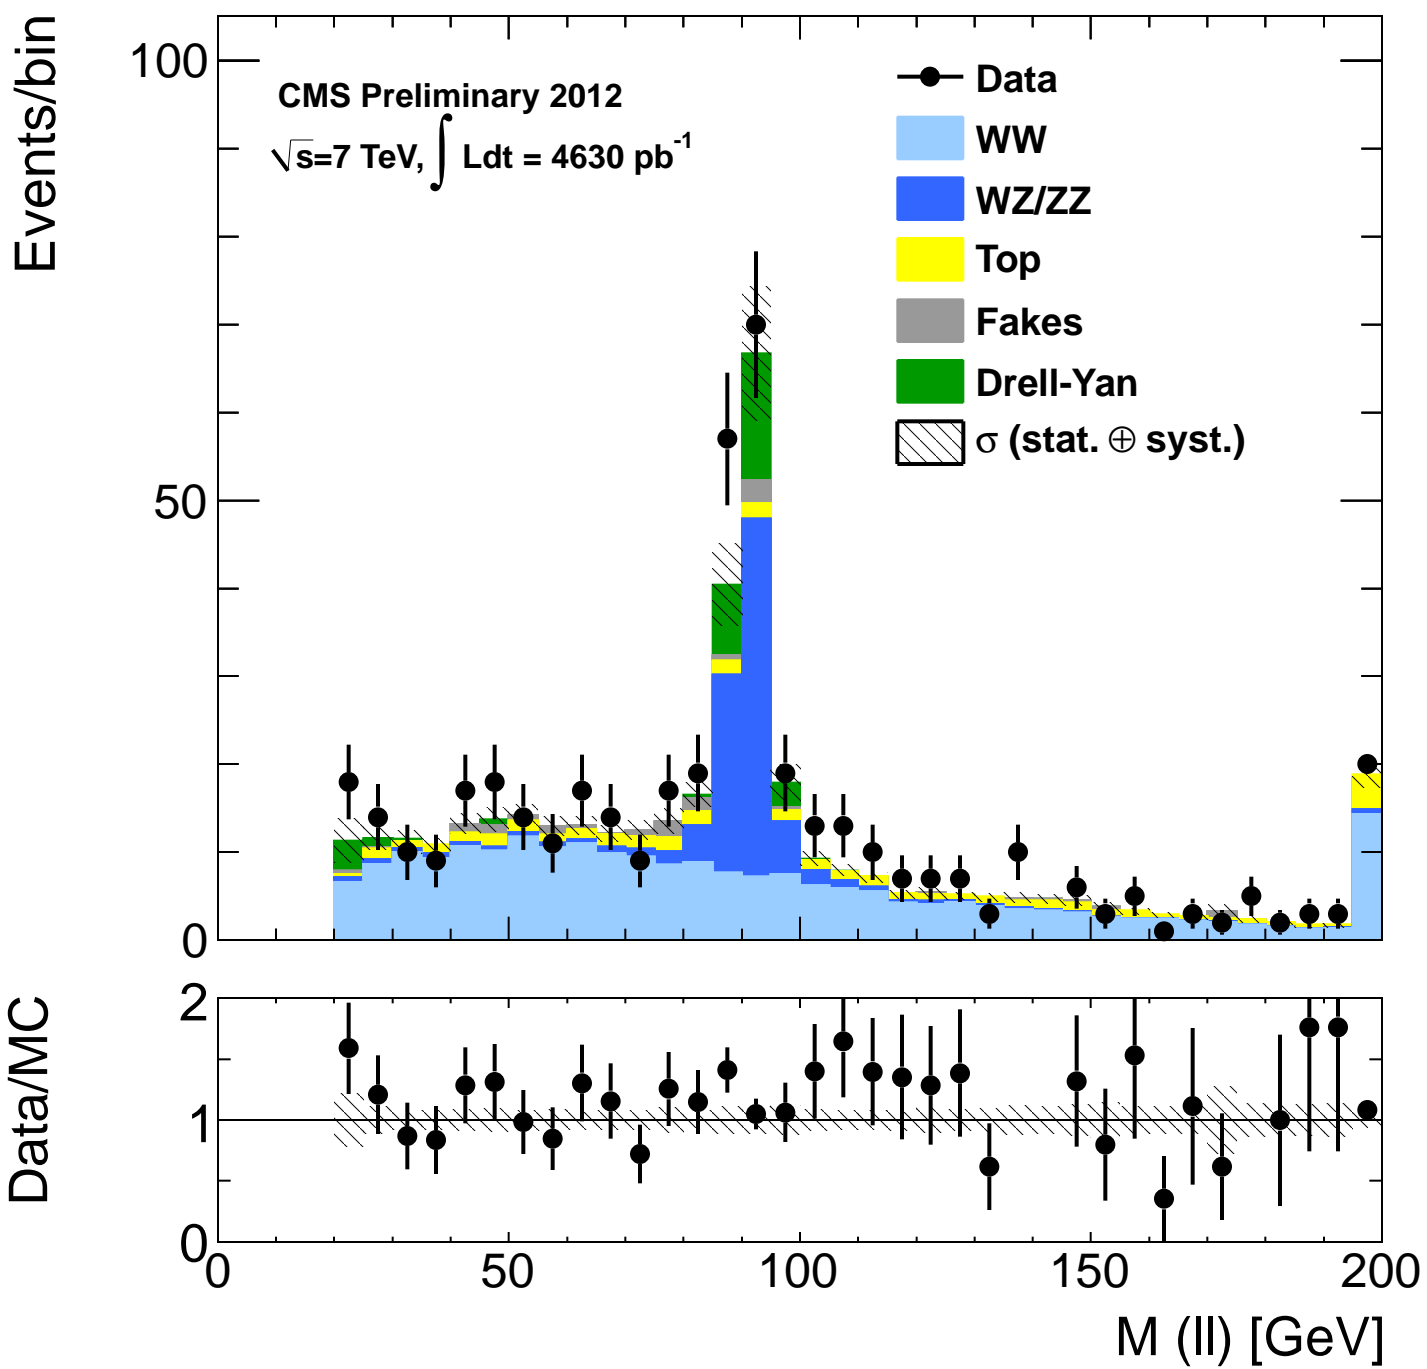 Events/bin
100
50
0
CMS Preliminary 2012
√s=7 TeV, ∫ Ldt = 4630 pb⁻¹
Data
WW
WZ/ZZ
Top
Fakes
Drell-Yan
σ (stat. ⊕ syst.)
Data/MC
2
1
0
0 50 100 150 200
M (ll) [GeV]